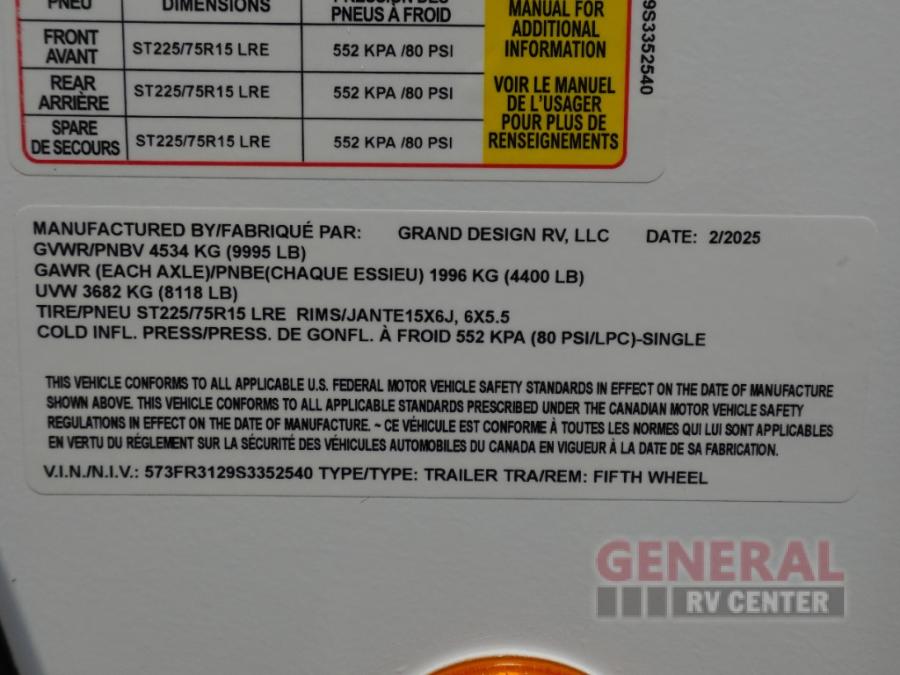 PNEU DIMENSIONS PRESSION DES
PNEUS À FROID
FRONT
AVANT ST225/75R15 LRE 552 KPA /80 PSI
REAR
ARRIÈRE ST225/75R15 LRE 552 KPA /80 PSI
SPARE
DE SECOURS ST225/75R15 LRE 552 KPA /80 PSI
MANUAL FOR
ADDITIONAL
INFORMATION
VOIR LE MANUEL
DE L'USAGER
POUR PLUS DE
RENSEIGNEMENTS
9S3352540
MANUFACTURED BY/FABRIQUÉ PAR: GRAND DESIGN RV, LLC DATE: 2/2025
GVWR/PNBV 4534 KG (9995 LB)
GAWR (EACH AXLE)/PNBE(CHAQUE ESSIEU) 1996 KG (4400 LB)
UVW 3682 KG (8118 LB)
TIRE/PNEU ST225/75R15 LRE RIMS/JANTE15X6J, 6X5.5
COLD INFL. PRESS/PRESS. DE GONFL. À FROID 552 KPA (80 PSI/LPC)-SINGLE
THIS VEHICLE CONFORMS TO ALL APPLICABLE U.S. FEDERAL MOTOR VEHICLE SAFETY STANDARDS IN EFFECT ON THE DATE OF MANUFACTURE
SHOWN ABOVE. THIS VEHICLE CONFORMS TO ALL APPLICABLE STANDARDS PRESCRIBED UNDER THE CANADIAN MOTOR VEHICLE SAFETY
REGULATIONS IN EFFECT ON THE DATE OF MANUFACTURE. ~ CE VÉHICULE EST CONFORME À TOUTES LES NORMES QUI LUI SONT APPLICABLES
EN VERTU DU RÉGLEMENT SUR LA SÉCURITÉ DES VÉHICULES AUTOMOBILES DU CANADA EN VIGUEUR À LA DATE DE SA FABRICATION.
V.I.N./N.I.V.: 573FR3129S3352540 TYPE/TYPE: TRAILER TRA/REM: FIFTH WHEEL
GENERAL
RV CENTER